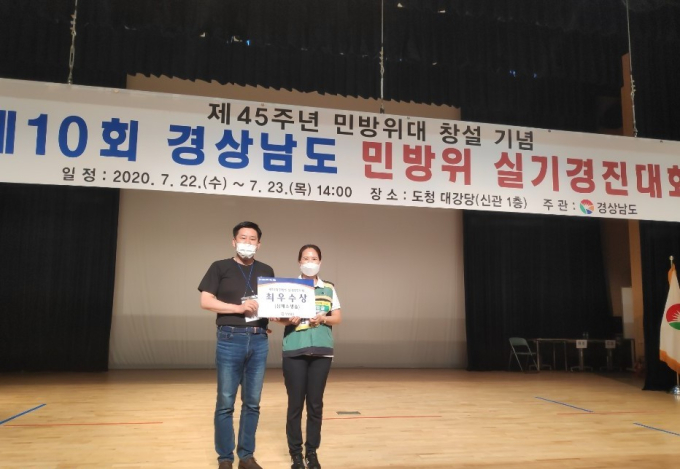 제45주년 민방위대 창설 기념
제10회 경상남도 민방위 실기경진대회
일 시 : 2020. 7. 22.(수) ~ 7. 23.(목) 14:00 장 소 : 도청 대강당(신관 1층) 주 관 : 경상남도
최우수상